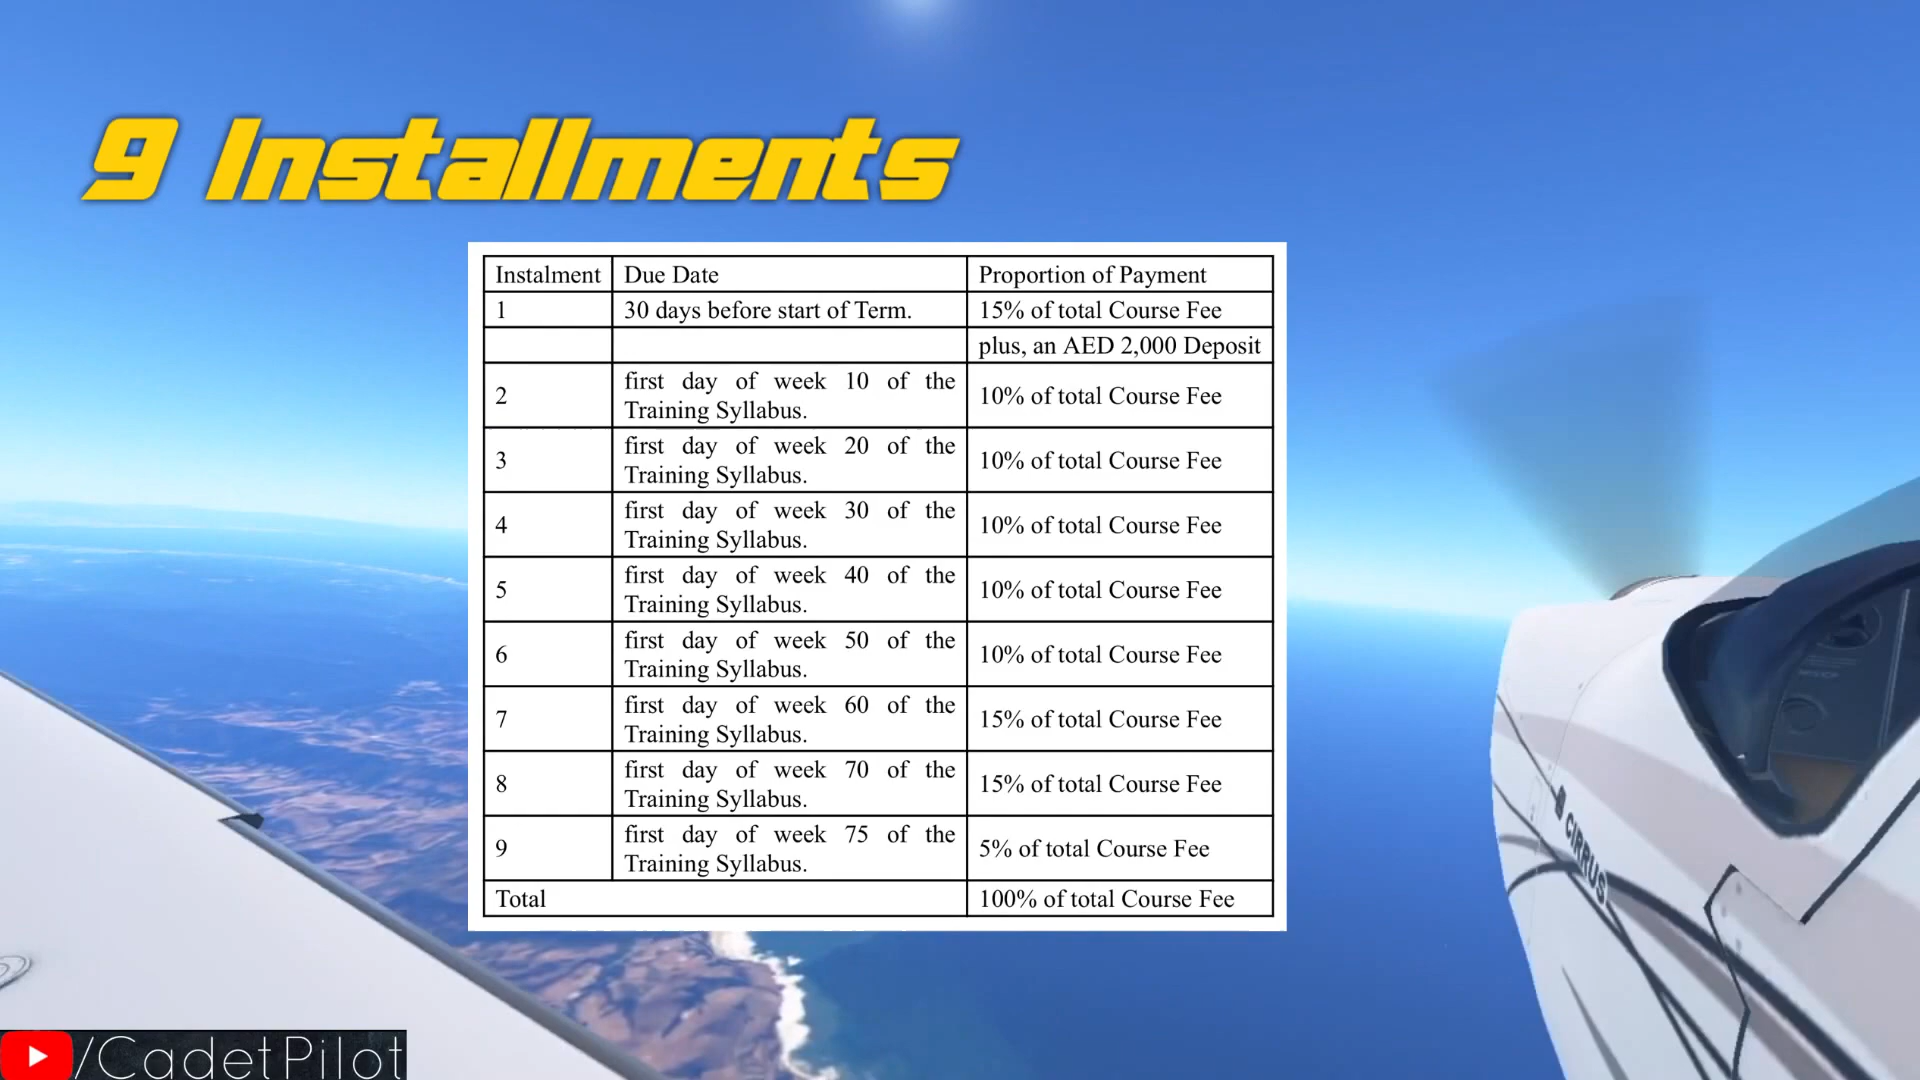 9 Installments
Instalment Due Date Proportion of Payment
1 30 days before start of Term. 15% of total Course Fee
plus, an AED 2,000 Deposit
2 first day of week 10 of the Training Syllabus. 10% of total Course Fee
3 first day of week 20 of the Training Syllabus. 10% of total Course Fee
4 first day of week 30 of the Training Syllabus. 10% of total Course Fee
5 first day of week 40 of the Training Syllabus. 10% of total Course Fee
6 first day of week 50 of the Training Syllabus. 10% of total Course Fee
7 first day of week 60 of the Training Syllabus. 15% of total Course Fee
8 first day of week 70 of the Training Syllabus. 15% of total Course Fee
9 first day of week 75 of the Training Syllabus. 5% of total Course Fee
Total 100% of total Course Fee
CIRRUS
/CadetPilot